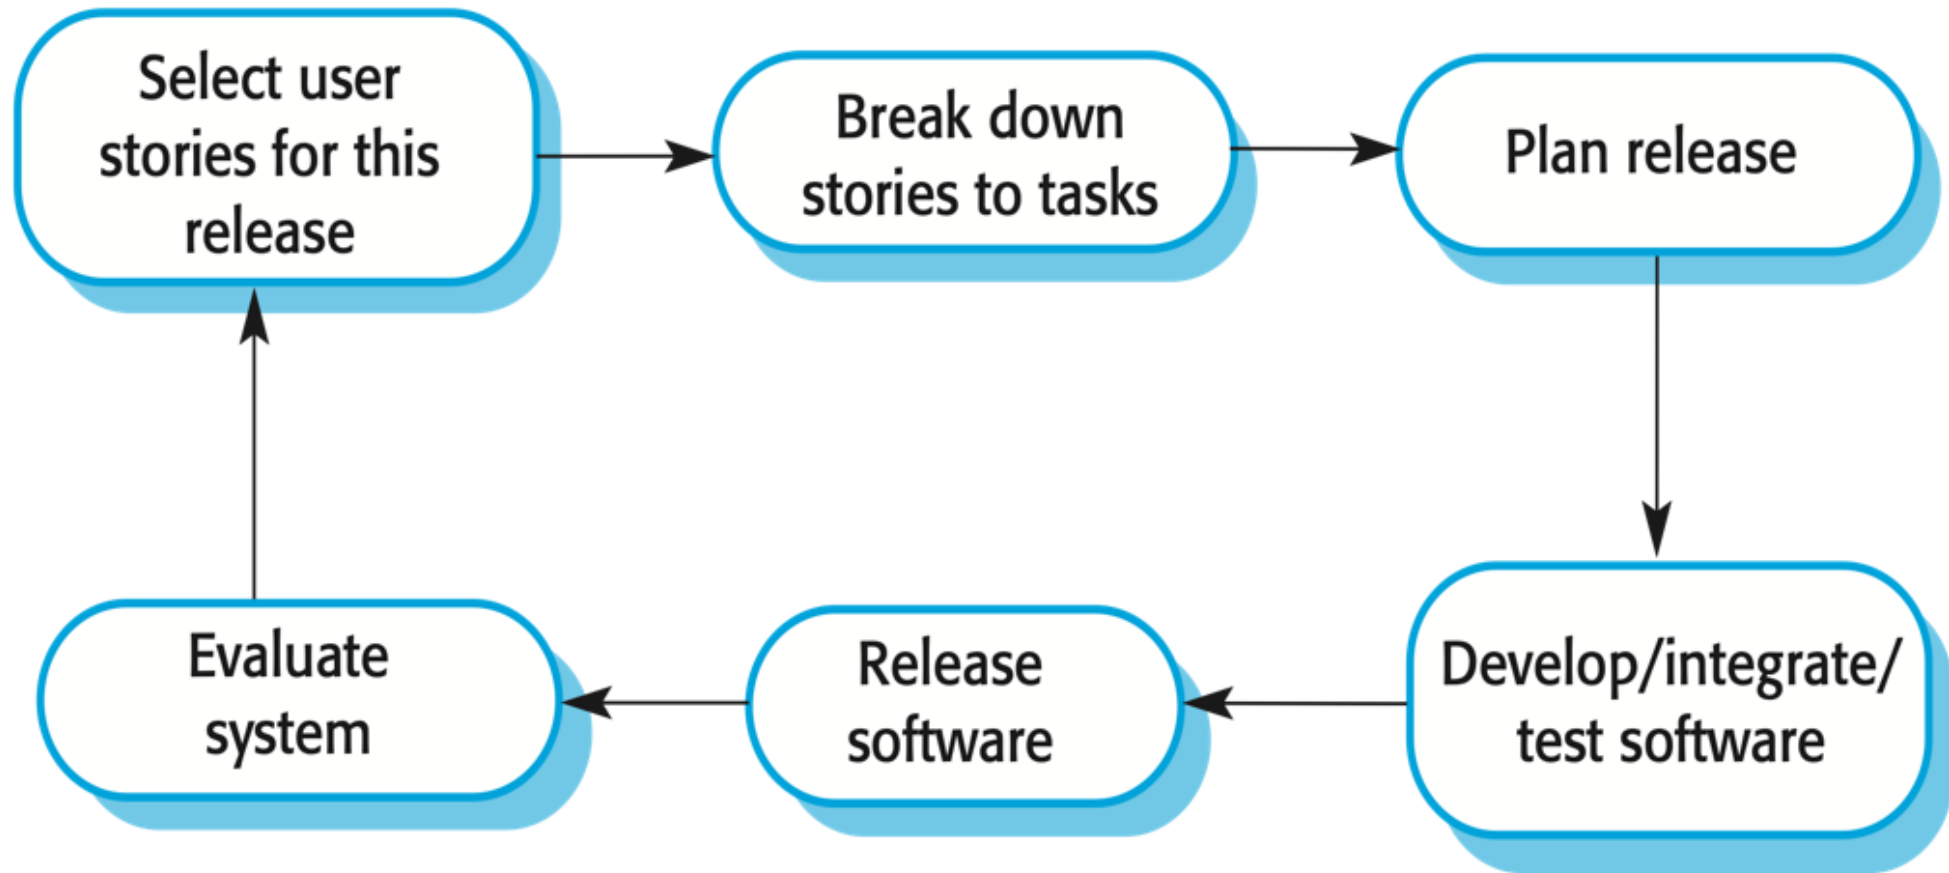 Select user
stories for this
release
Break down
stories to tasks
Plan release
Develop/integrate/
test software
Release
software
Evaluate
system